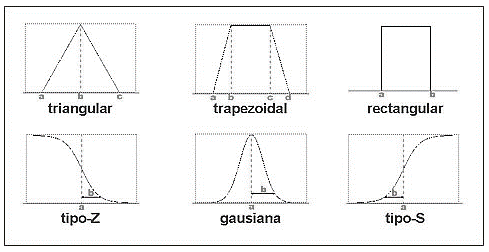 a b c
triangular
a b c d
trapezoidal
a b
rectangular
b
a
tipo-Z
b
a
gausiana
b
a
tipo-S